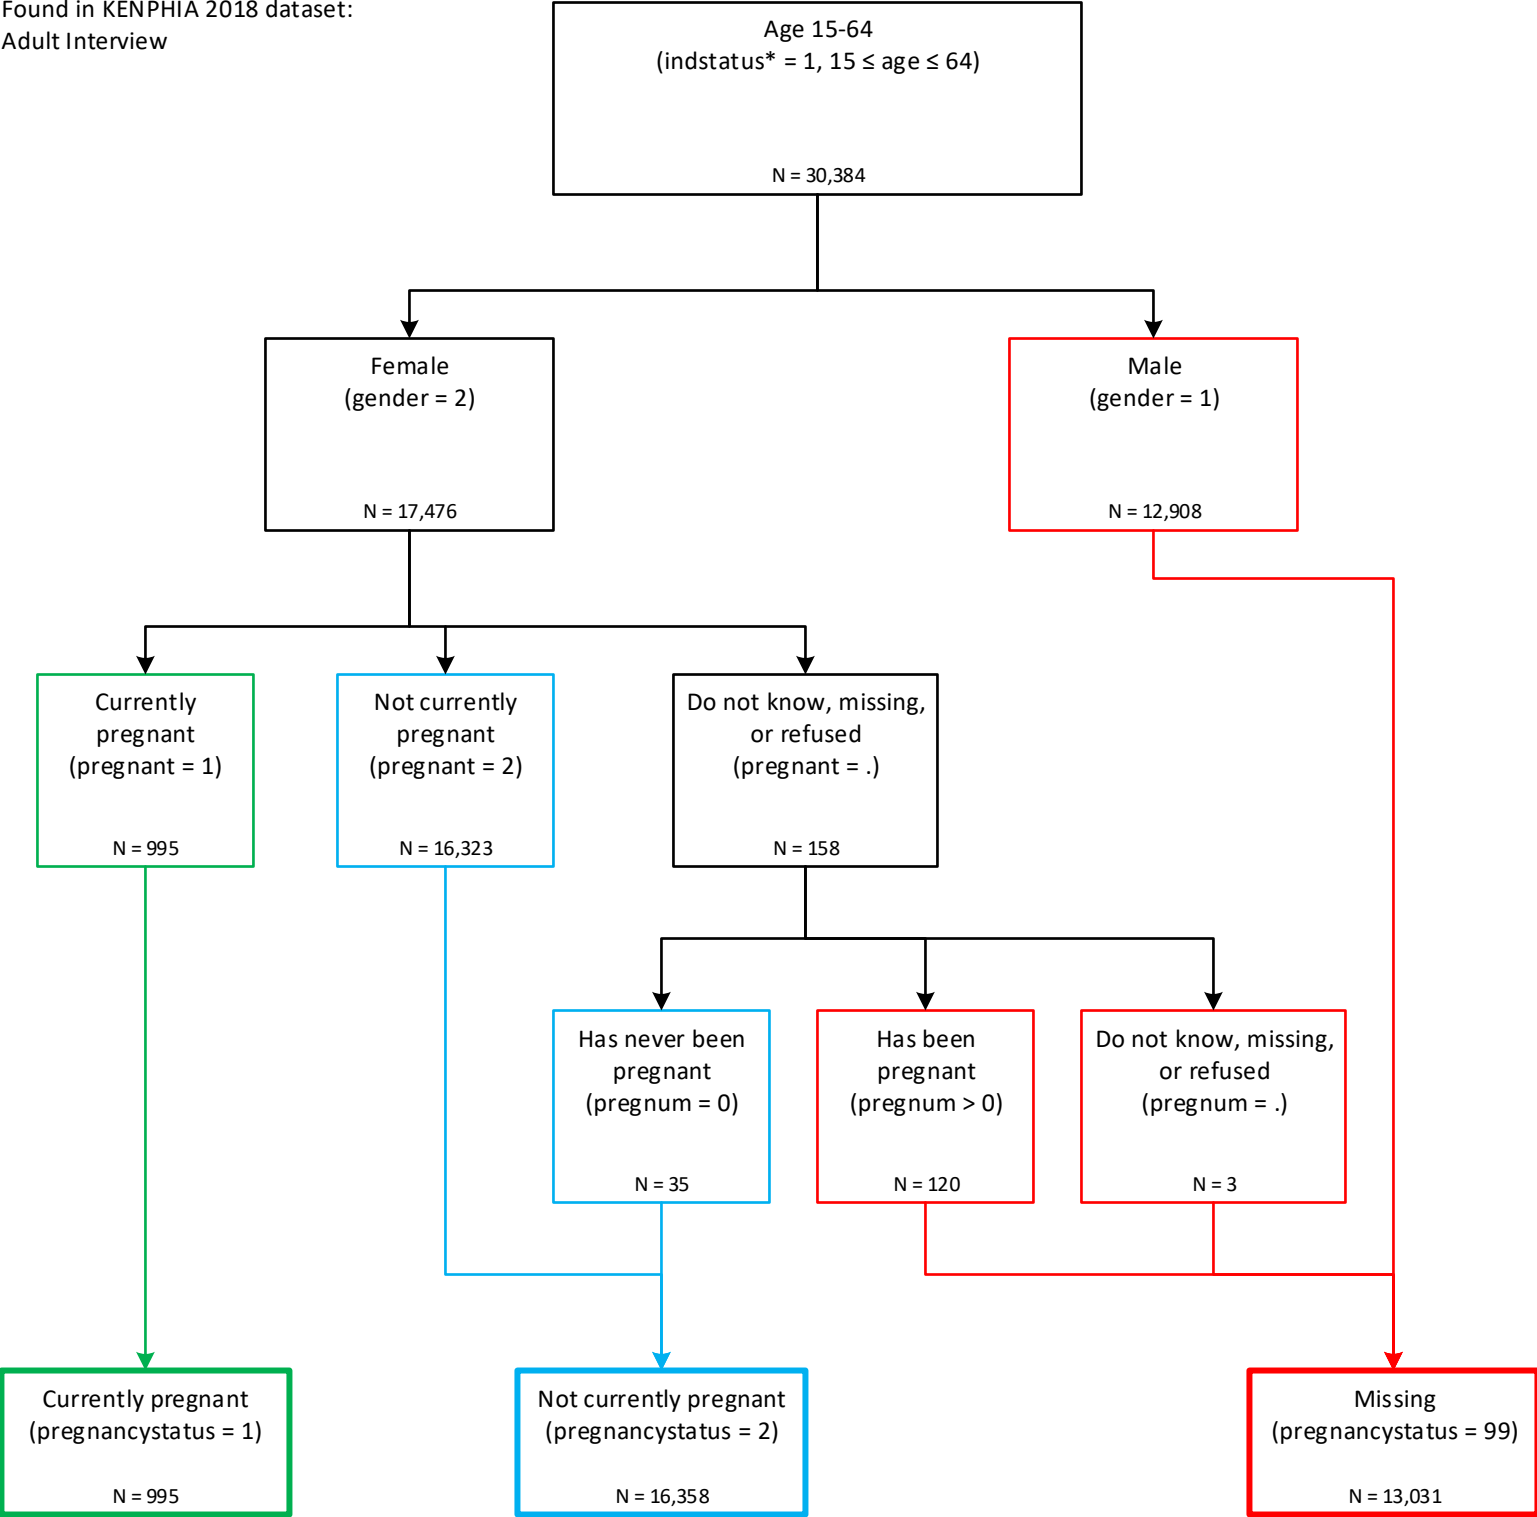 Found in KENPHIA 2018 dataset:
Adult Interview
Age 15-64
(indstatus* = 1, 15 ≤ age ≤ 64)
N = 30,384
Female
(gender = 2)
N = 17,476
Male
(gender = 1)
N = 12,908
Currently
pregnant
(pregnant = 1)
N = 995
Not currently
pregnant
(pregnant = 2)
N = 16,323
Do not know, missing,
or refused
(pregnant = .)
N = 158
Has never been
pregnant
(pregnum = 0)
N = 35
Has been
pregnant
(pregnum > 0)
N = 120
Do not know, missing,
or refused
(pregnum = .)
N = 3
Currently pregnant
(pregnancystatus = 1)
N = 995
Not currently pregnant
(pregnancystatus = 2)
N = 16,358
Missing
(pregnancystatus = 99)
N = 13,031